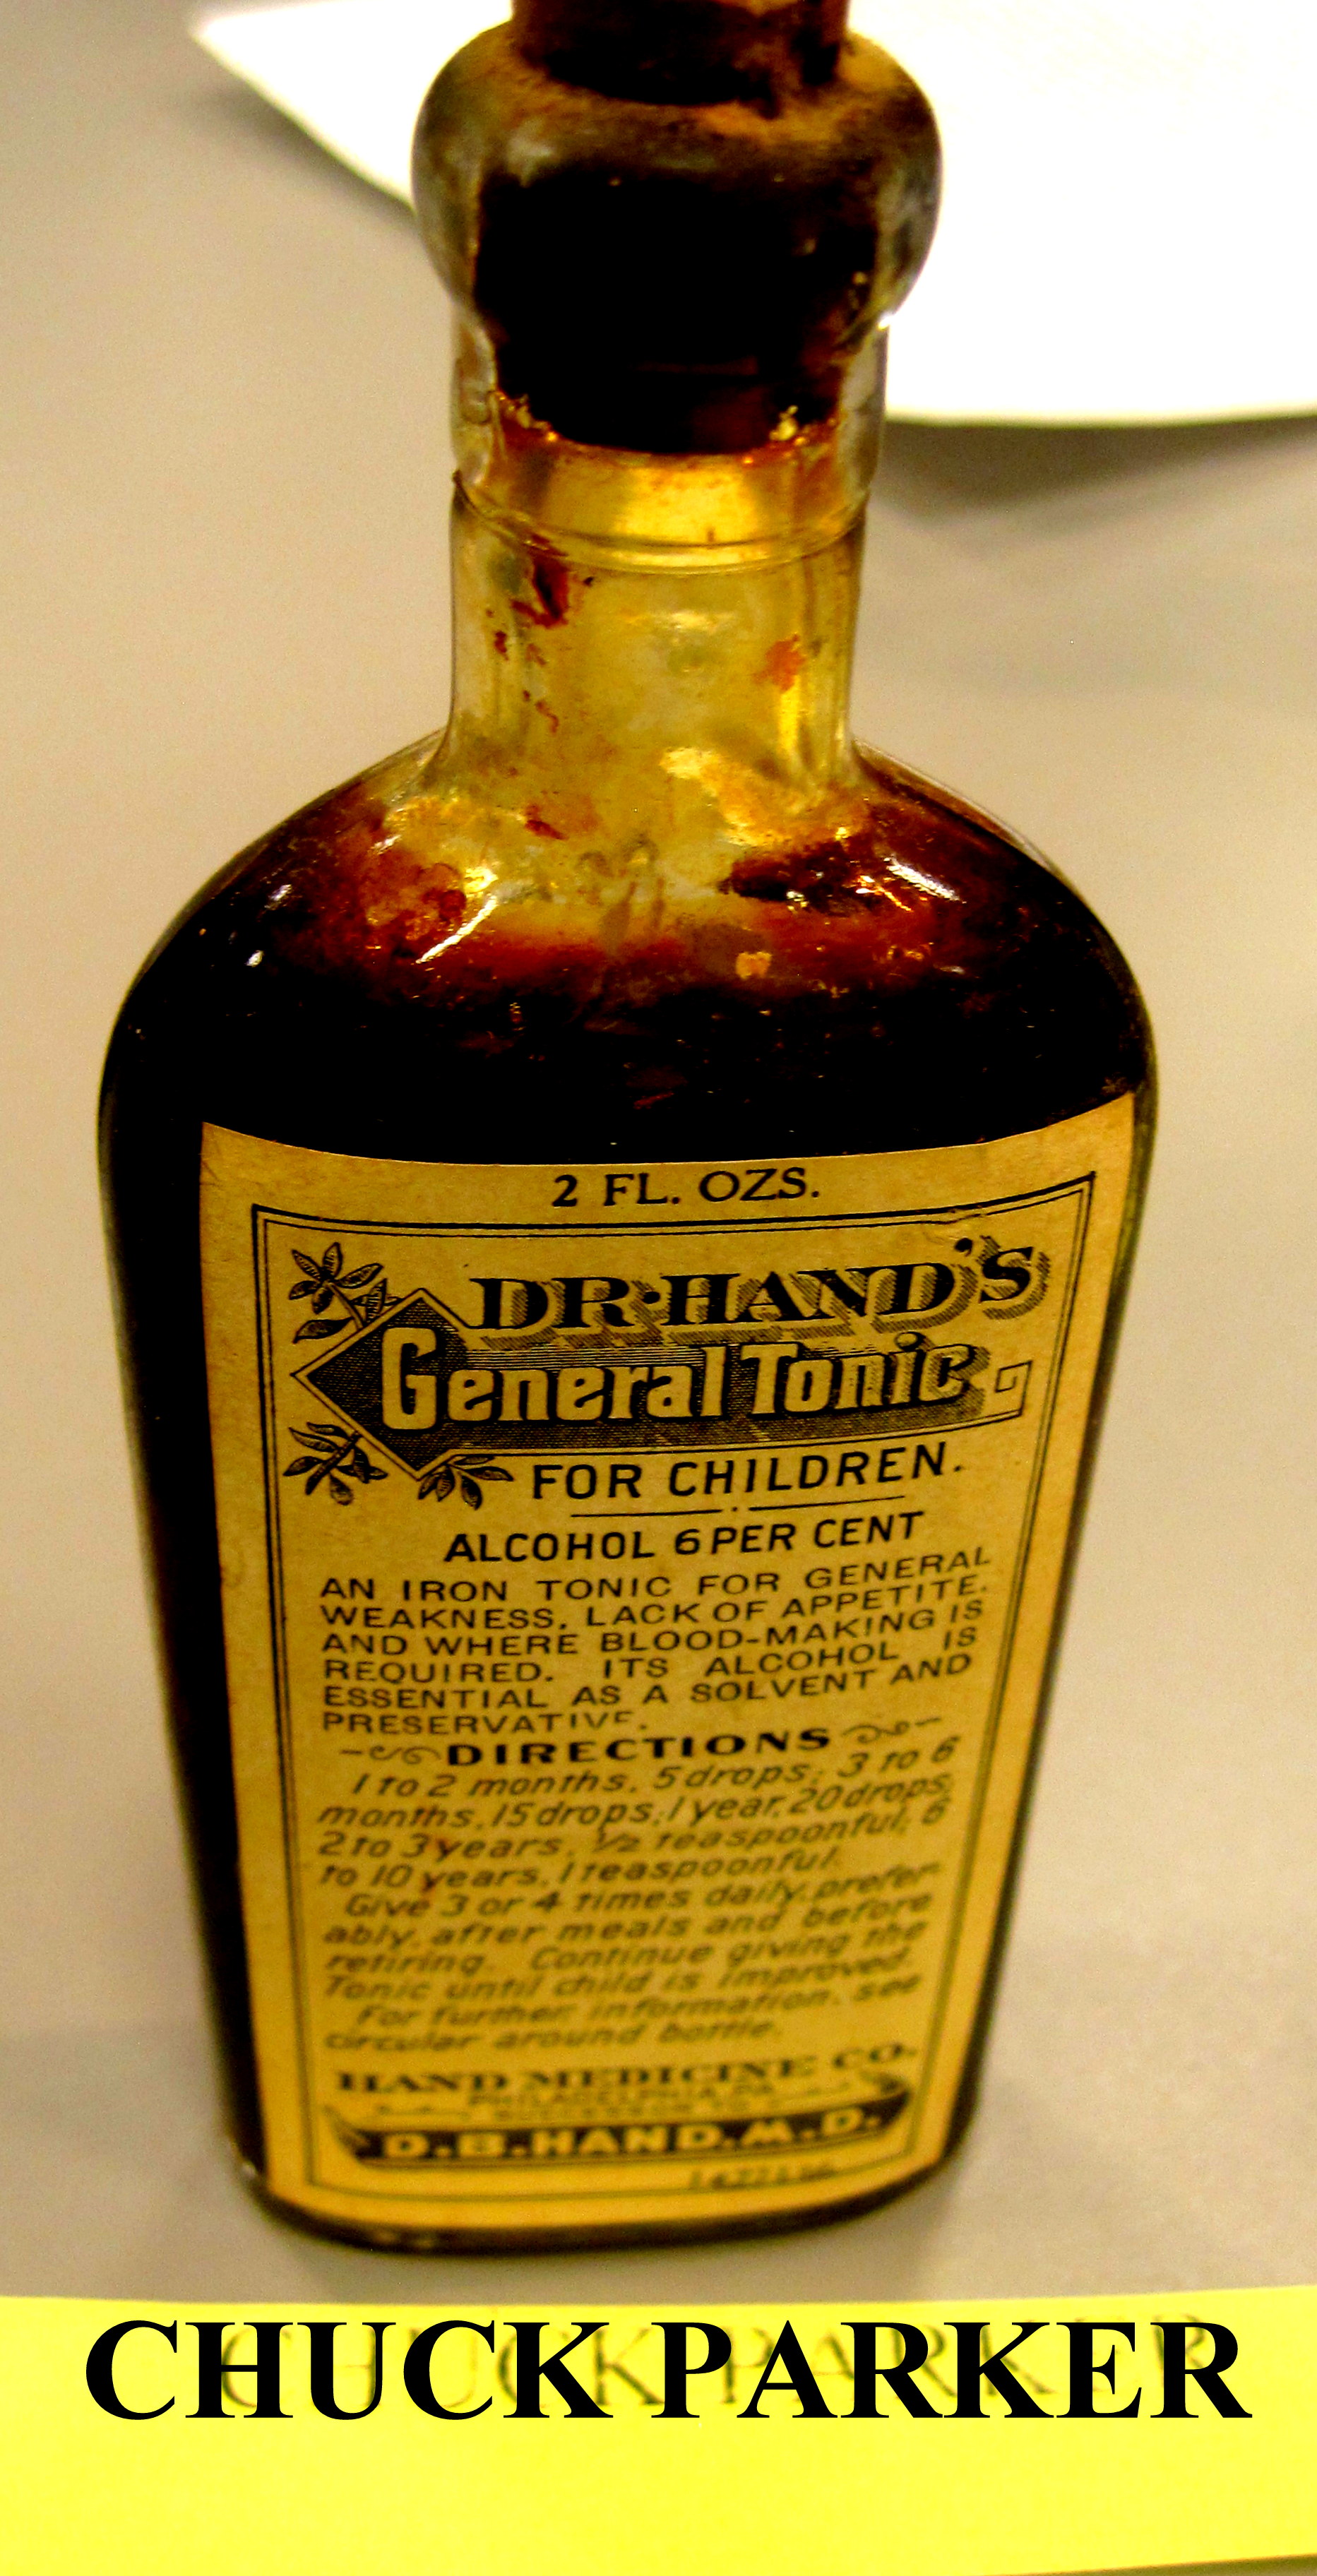 2 FL. OZS.
DR. HAND'S
General Tonic
FOR CHILDREN.
ALCOHOL 6 PER CENT
AN IRON TONIC FOR GENERAL
WEAKNESS, LACK OF APPETITE,
AND WHERE BLOOD-MAKING IS
REQUIRED. ITS ALCOHOL IS
ESSENTIAL AS A SOLVENT AND
PRESERVATIVE.
DIRECTIONS
1 to 2 months, 5 drops; 3 to 6
months, 15 drops; 1 year, 20 drops;
2 to 3 years, ½ teaspoonful; 6
to 10 years, 1 teaspoonful.
Give 3 or 4 times daily, prefer-
ably, after meals and before
retiring. Continue giving the
Tonic until child is improved.
For further information, see
circular around bottle.
HAND MEDICINE CO.
PHILADELPHIA, PA.
D.B. HAND, M.D.
CHUCK PARKER